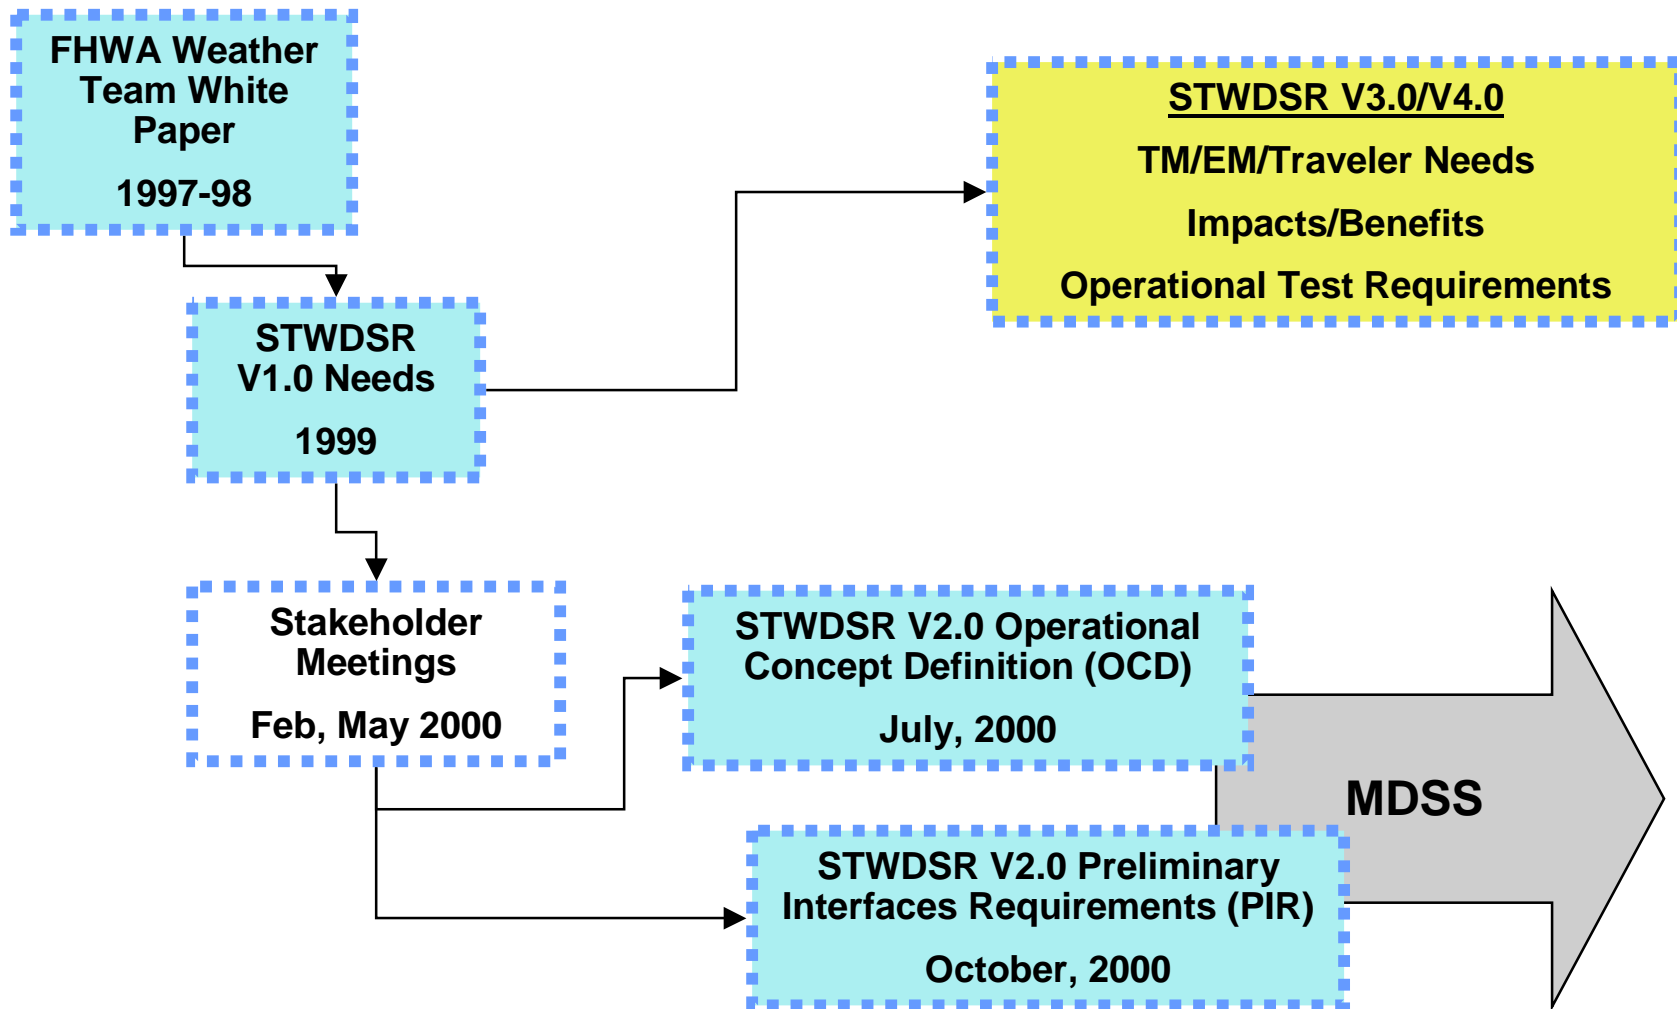 FHWA Weather
Team White
Paper
1997-98
STWDSR V3.0/V4.0
TM/EM/Traveler Needs
Impacts/Benefits
Operational Test Requirements
STWDSR
V1.0 Needs
1999
Stakeholder
Meetings
Feb, May 2000
STWDSR V2.0 Operational
Concept Definition (OCD)
July, 2000
MDSS
STWDSR V2.0 Preliminary
Interfaces Requirements (PIR)
October, 2000